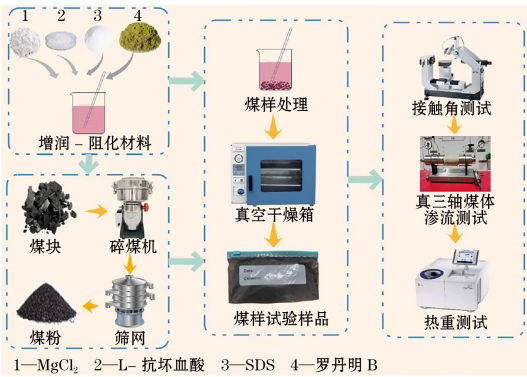 1 2 3 4
增润-阻化材料
煤块
碎煤机
煤粉
筛网
煤样处理
真空干燥箱
煤样试验样品
接触角测试
真三轴煤体
渗流测试
热重测试
1—MgCl₂ 2—L-抗坏血酸 3—SDS 4—罗丹明B